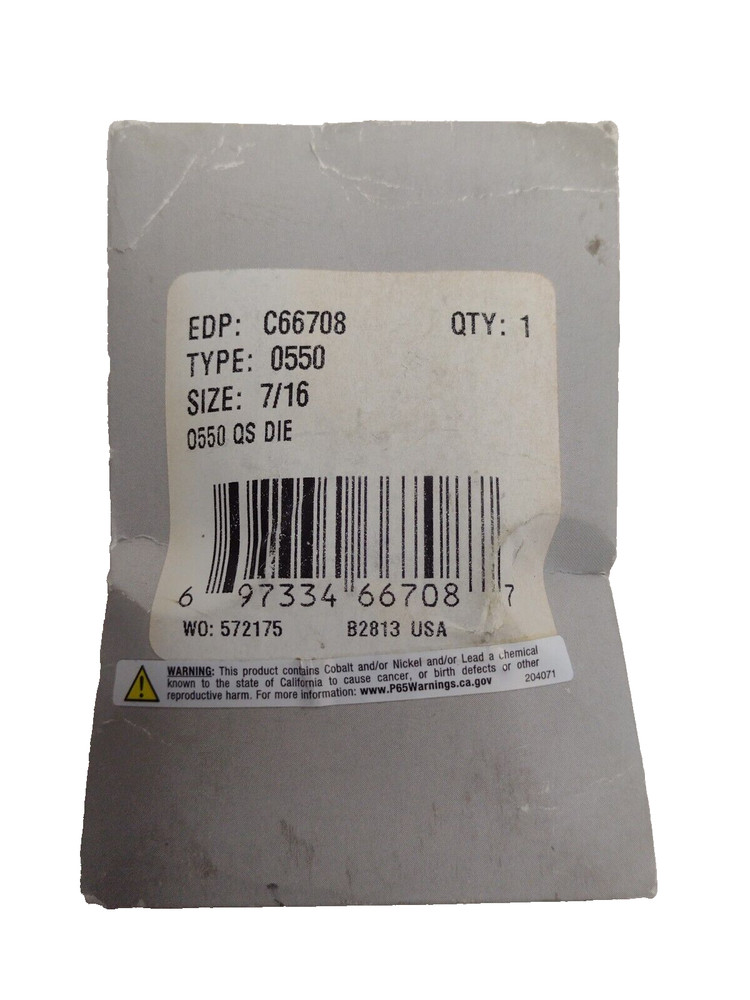 EDP: C66708 QTY: 1
TYPE: 0550
SIZE: 7/16
0550 QS DIE
6 97334 66708 7
WO: 572175 B2813 USA
WARNING: This product contains Cobalt and/or Nickel and/or Lead a chemical
known to the state of California to cause cancer, or birth defects or other
reproductive harm. For more information: www.P65Warnings.ca.gov 204071